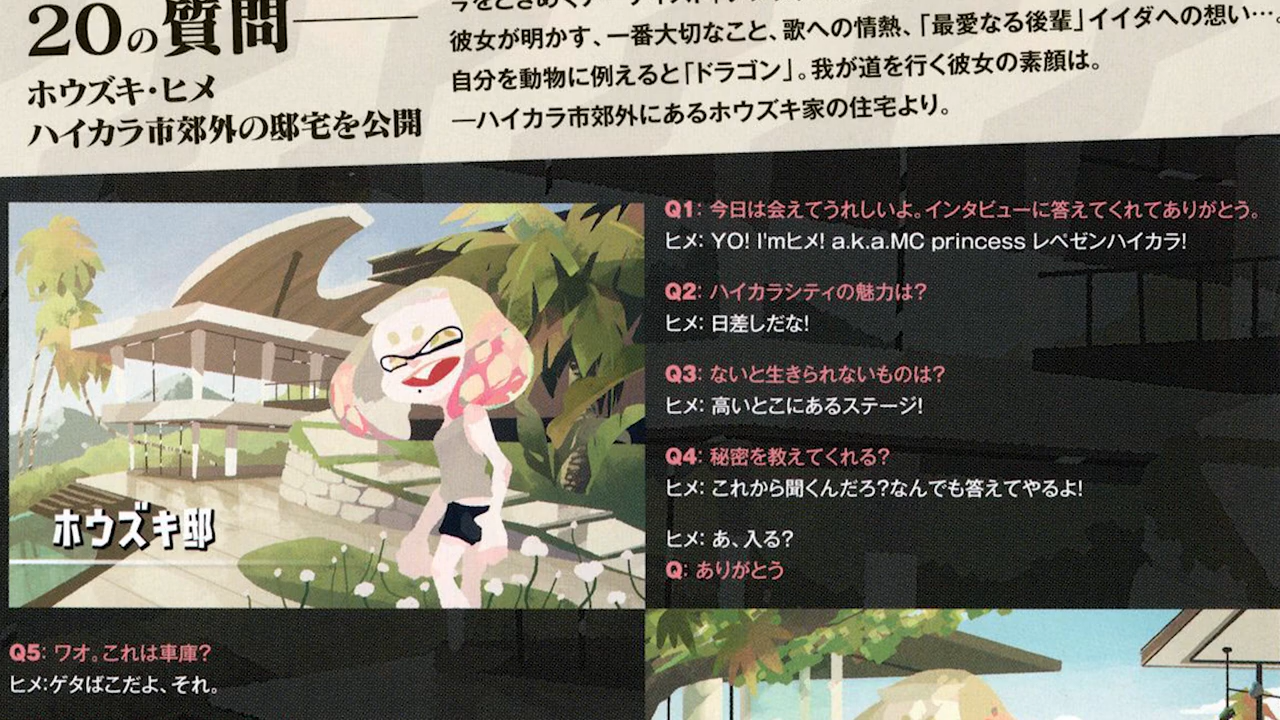 20の質問
ホウズキ・ヒメ
ハイカラ市郊外の邸宅を公開
彼女が明かす、一番大切なこと、歌への情熱、「最愛なる後輩」イイダへの想い…
自分を動物に例えると「ドラゴン」。我が道を行く彼女の素顔は。
―ハイカラ市郊外にあるホウズキ家の住宅より。
ホウズキ邸
Q1: 今日は会えてうれしいよ。インタビューに答えてくれてありがとう。
ヒメ: YO! I'mヒメ! a.k.a.MC princess レペゼンハイカラ!
Q2: ハイカラシティの魅力は?
ヒメ: 日差しだな!
Q3: ないと生きられないものは?
ヒメ: 高いとこにあるステージ!
Q4: 秘密を教えてくれる?
ヒメ: これから聞くんだろ?なんでも答えてやるよ!
ヒメ: あ、入る?
Q: ありがとう
Q5: ワオ。これは車庫?
ヒメ:ゲタばこだよ、それ。